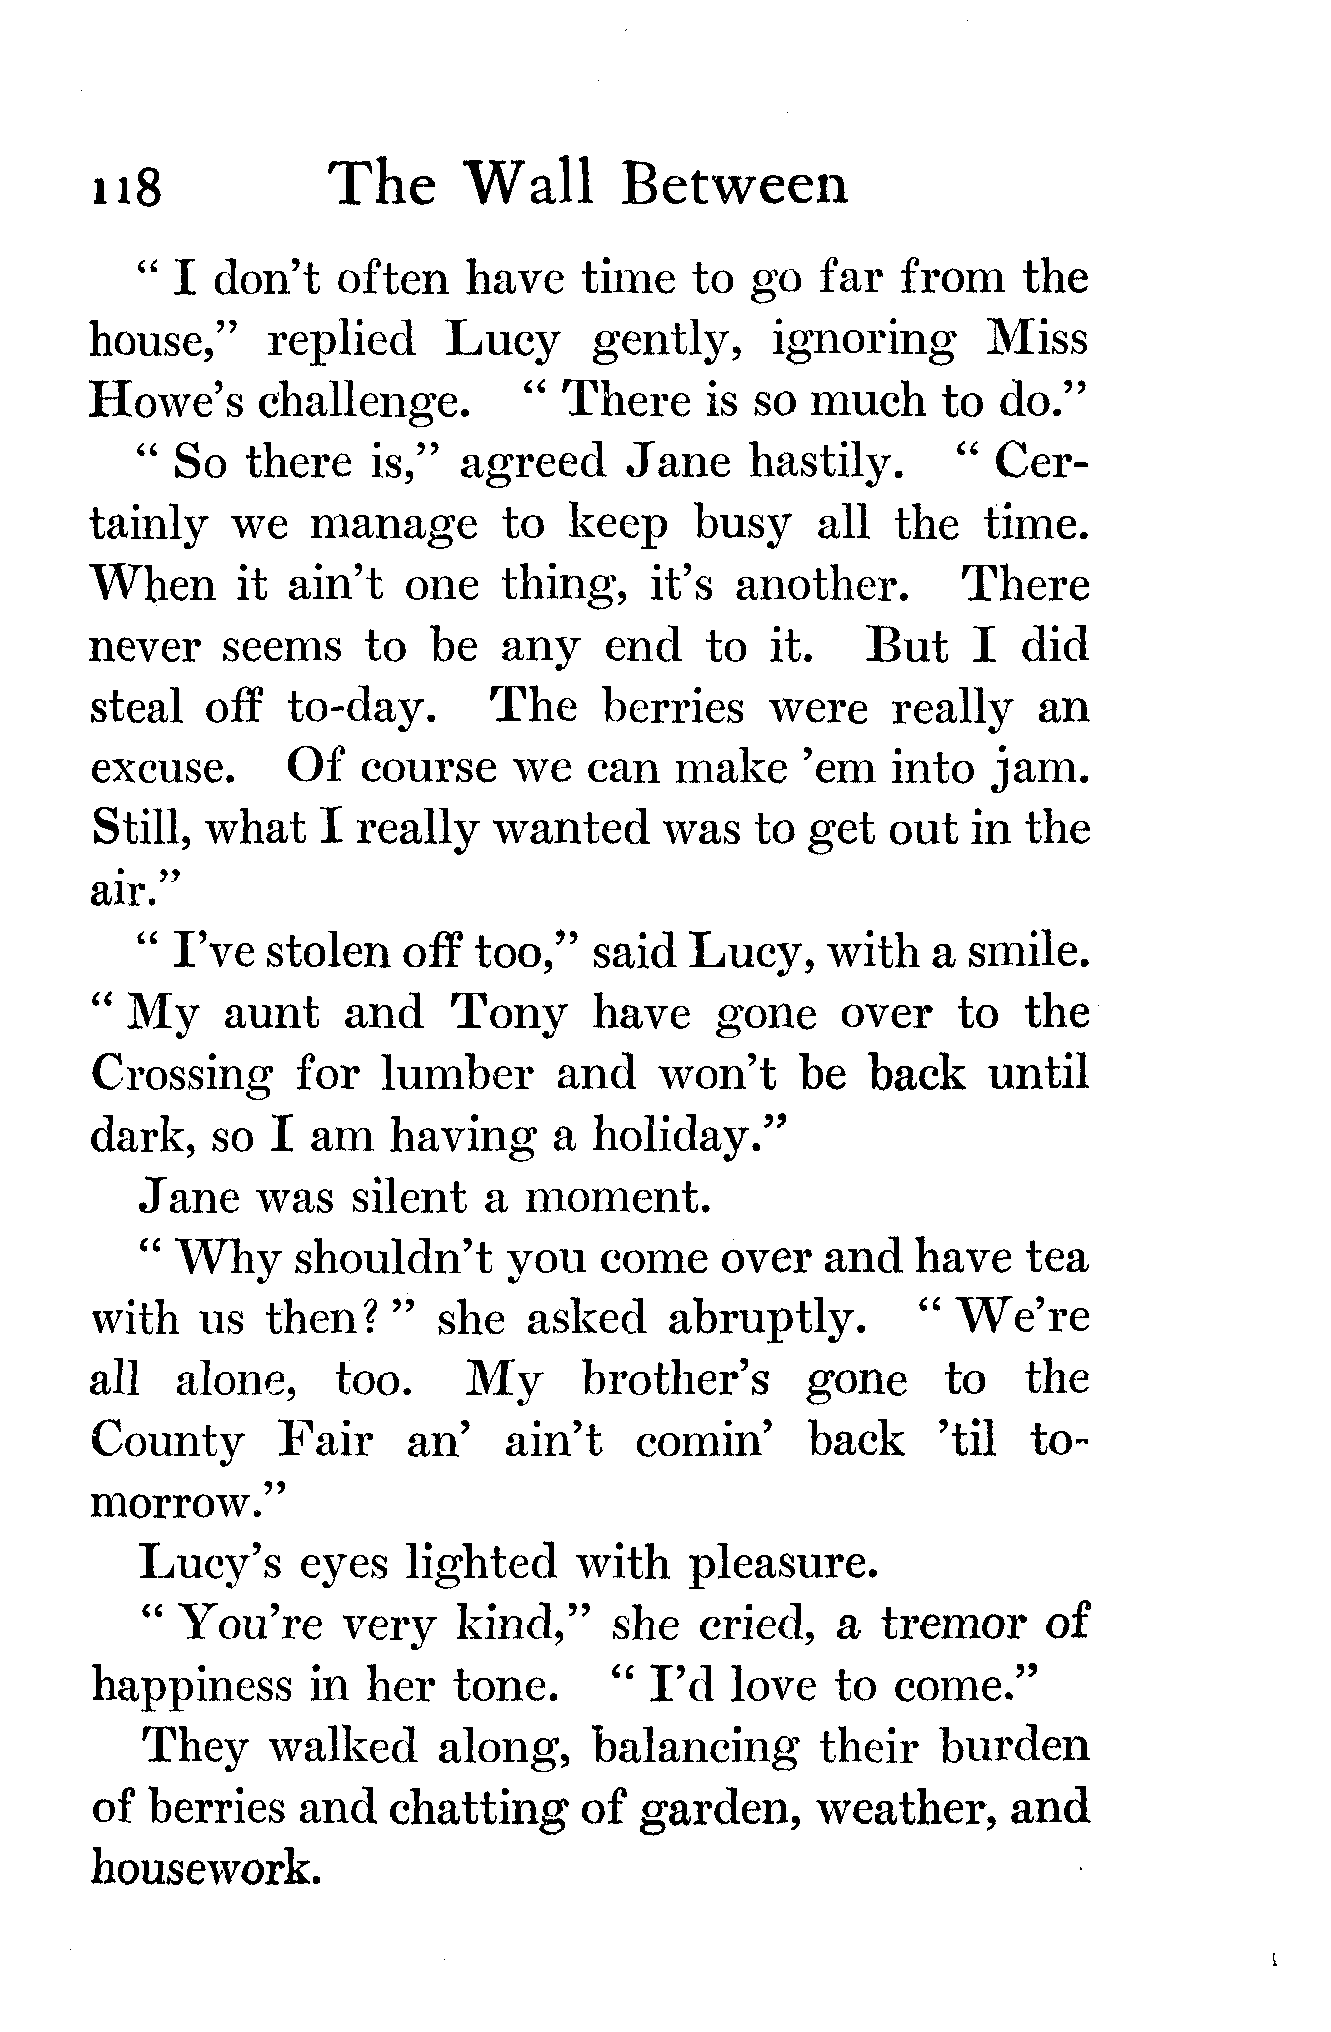 118 The Wall Between
“ I don’t often have time to go far from the
house,” replied Lucy gently, ignoring Miss
Howe’s challenge. “ There is so much to do.”
“ So there is,” agreed Jane hastily. “ Cer-
tainly we manage to keep busy all the time.
When it ain’t one thing, it’s another. There
never seems to be any end to it. But I did
steal off to-day. The berries were really an
excuse. Of course we can make ’em into jam.
Still, what I really wanted was to get out in the
air.”
“ I’ve stolen off too,” said Lucy, with a smile.
“ My aunt and Tony have gone over to the
Crossing for lumber and won’t be back until
dark, so I am having a holiday.”
Jane was silent a moment.
“ Why shouldn’t you come over and have tea
with us then? ” she asked abruptly. “ We’re
all alone, too. My brother’s gone to the
County Fair an’ ain’t comin’ back ’til to-
morrow.”
Lucy’s eyes lighted with pleasure.
“ You’re very kind,” she cried, a tremor of
happiness in her tone. “ I’d love to come.”
They walked along, balancing their burden
of berries and chatting of garden, weather, and
housework.